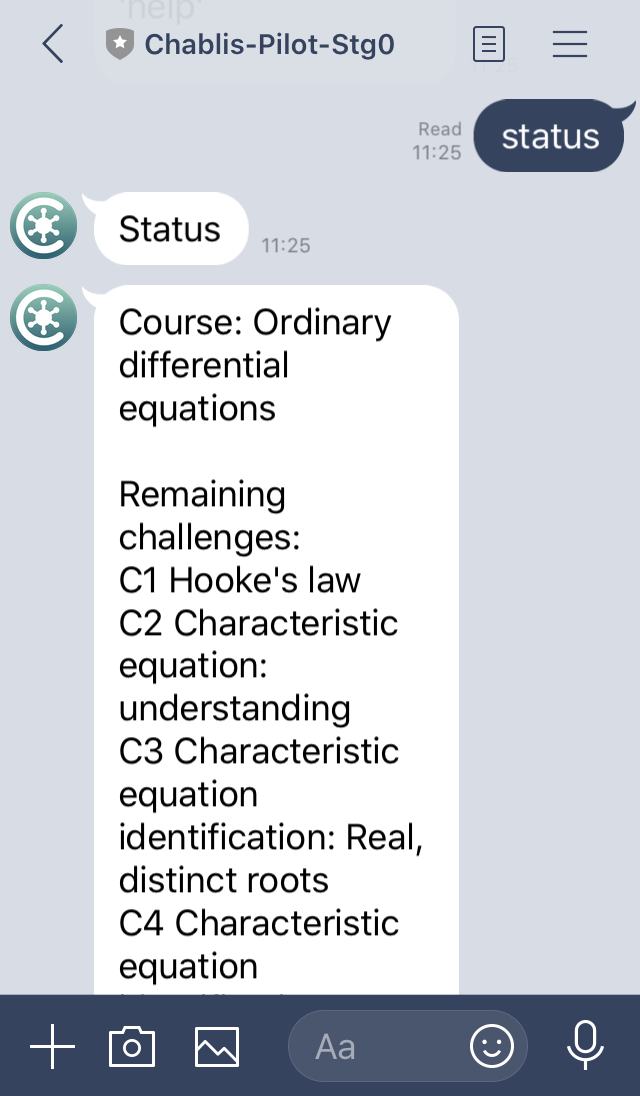 'help'
Chablis-Pilot-Stg0
Read
11:25
status
Status
11:25
Course: Ordinary
differential
equations
Remaining
challenges:
C1 Hooke's law
C2 Characteristic
equation:
understanding
C3 Characteristic
equation
identification: Real,
distinct roots
C4 Characteristic
equation
Aa